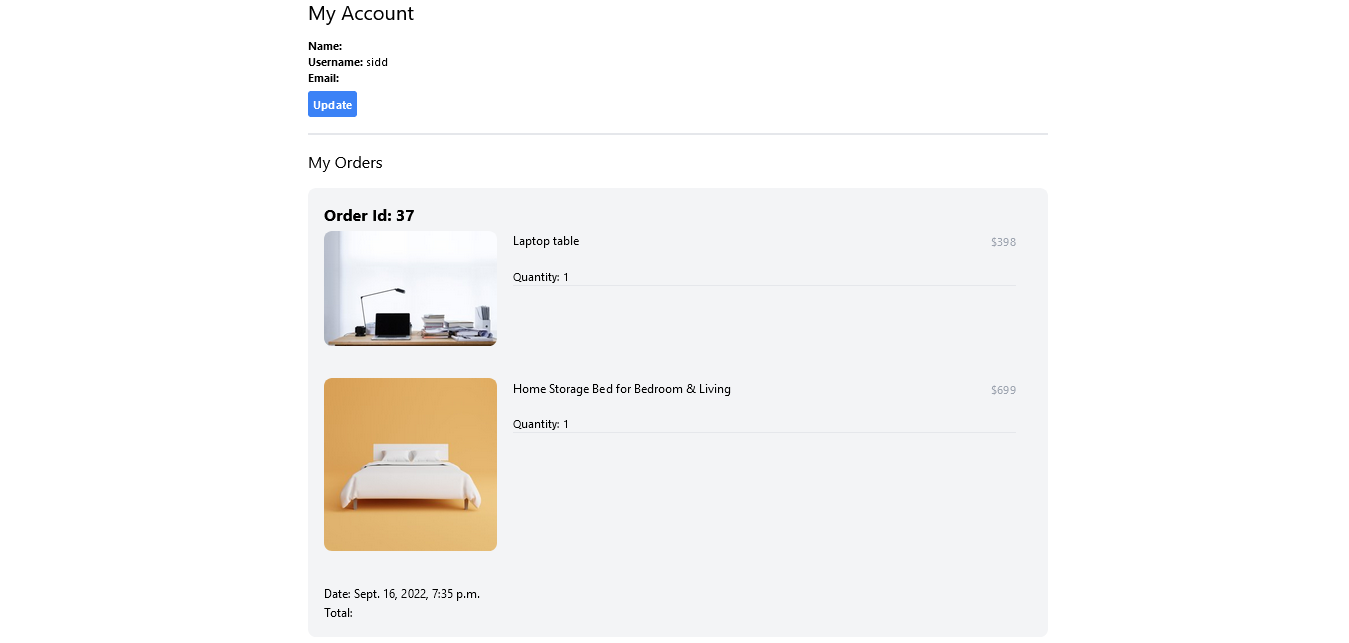 My Account
Name:
Username: sidd
Email:
Update
My Orders
Order Id: 37
Laptop table $398
Quantity: 1
Home Storage Bed for Bedroom & Living $699
Quantity: 1
Date: Sept. 16, 2022, 7:35 p.m.
Total: